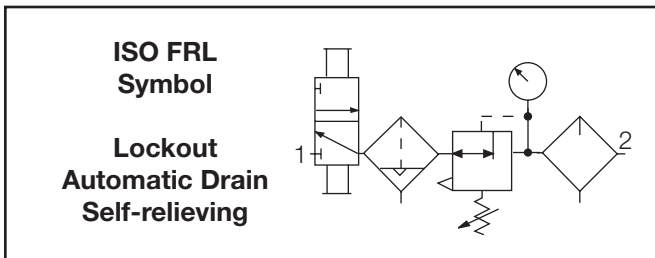 ISO FRL
Symbol
Lockout
Automatic Drain
Self-relieving
1
2